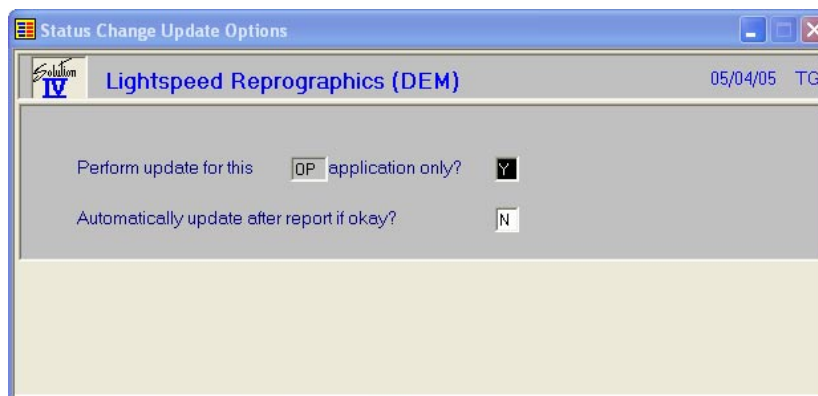 Status Change Update Options
Solution
IV
Lightspeed Reprographics (DEM) 05/04/05 TG
Perform update for this OP application only? Y
Automatically update after report if okay? N